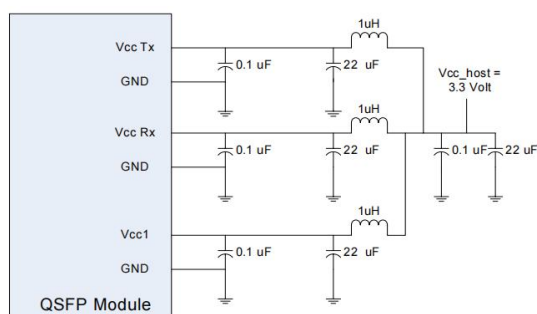 1uH
Vcc Tx
0.1 uF
22 uF
GND
Vcc_host =
3.3 Volt
1uH
Vcc Rx
0.1 uF
22 uF
0.1 uF
22 uF
GND
1uH
Vcc1
0.1 uF
22 uF
GND
QSFP Module